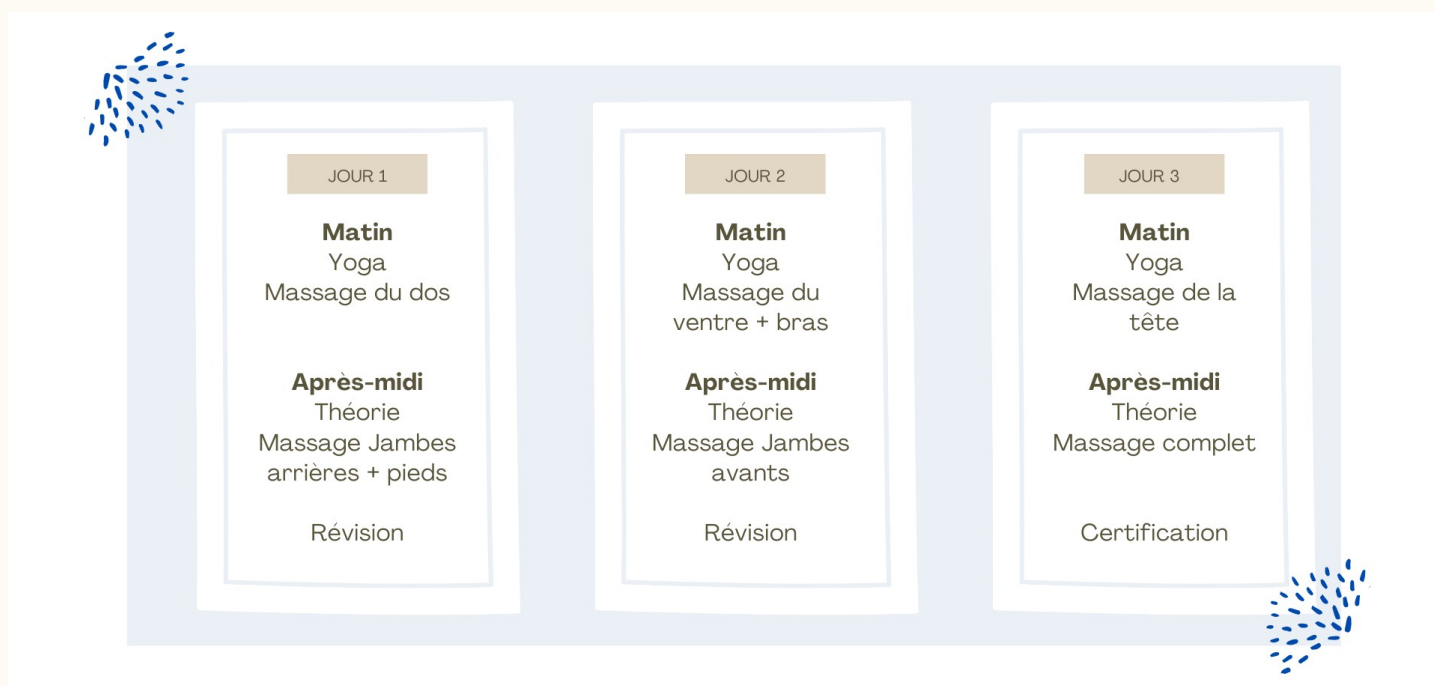 JOUR 1
Matin
Yoga
Massage du dos
Après-midi
Théorie
Massage Jambes
arrières + pieds
Révision
JOUR 2
Matin
Yoga
Massage du
ventre + bras
Après-midi
Théorie
Massage Jambes
avants
Révision
JOUR 3
Matin
Yoga
Massage de la
tête
Après-midi
Théorie
Massage complet
Certification